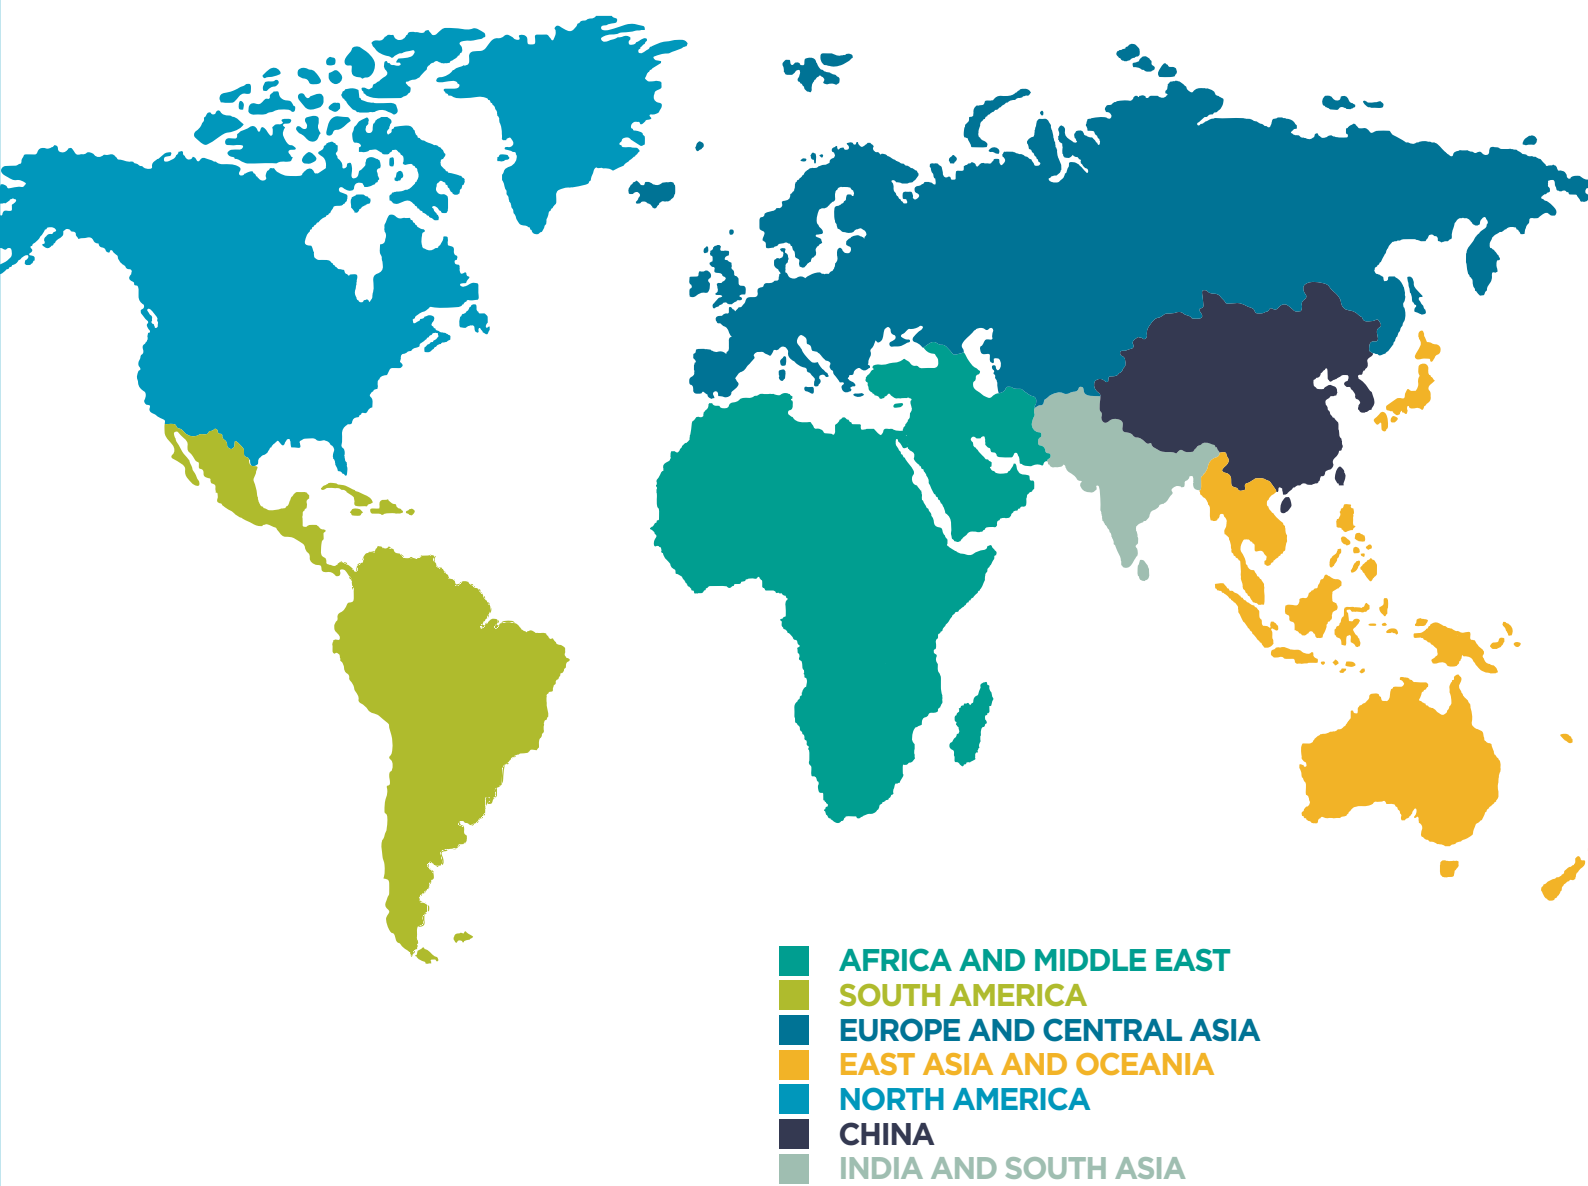 AFRICA AND MIDDLE EAST
SOUTH AMERICA
EUROPE AND CENTRAL ASIA
EAST ASIA AND OCEANIA
NORTH AMERICA
CHINA
INDIA AND SOUTH ASIA